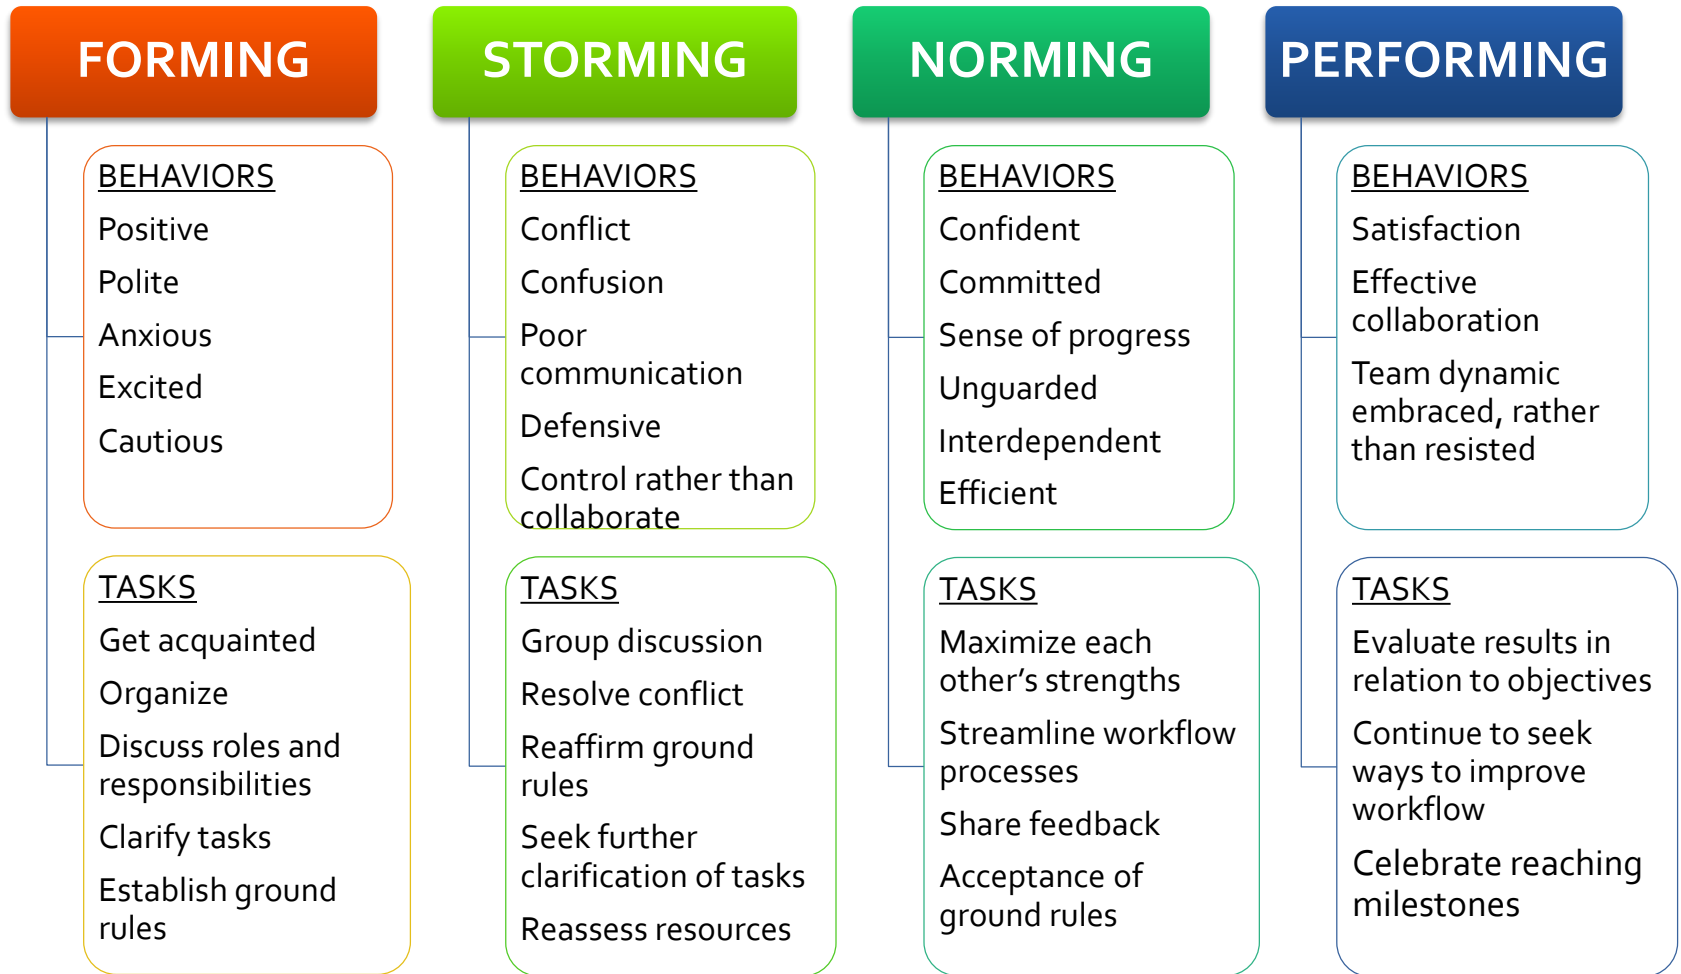 FORMING
BEHAVIORS
Positive
Polite
Anxious
Excited
Cautious
TASKS
Get acquainted
Organize
Discuss roles and
responsibilities
Clarify tasks
Establish ground
rules
STORMING
BEHAVIORS
Conflict
Confusion
Poor
communication
Defensive
Control rather than
collaborate
TASKS
Group discussion
Resolve conflict
Reaffirm ground
rules
Seek further
clarification of tasks
Reassess resources
NORMING
BEHAVIORS
Confident
Committed
Sense of progress
Unguarded
Interdependent
Efficient
TASKS
Maximize each
other’s strengths
Streamline workflow
processes
Share feedback
Acceptance of
ground rules
PERFORMING
BEHAVIORS
Satisfaction
Effective
collaboration
Team dynamic
embraced, rather
than resisted
TASKS
Evaluate results in
relation to objectives
Continue to seek
ways to improve
workflow
Celebrate reaching
milestones